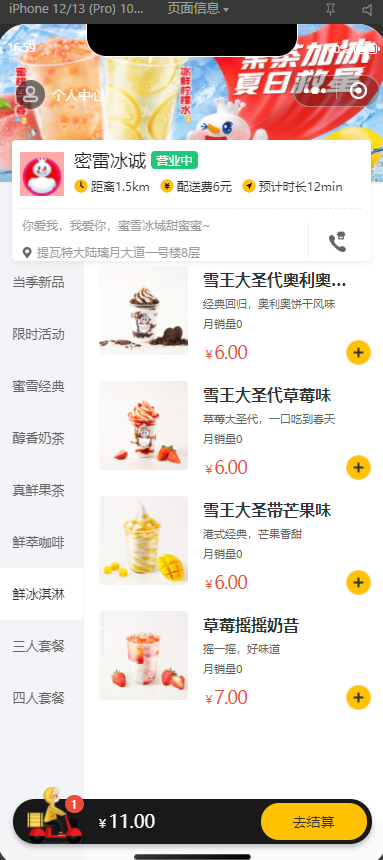 iPhone 12/13 (Pro) 10...
页面信息
16:59
茶茶加冰
夏日救星
蜜桃四季春
冰鲜柠檬水
个人中心
密雷冰诚 营业中
距离1.5km 配送费6元 预计时长12min
你爱我，我爱你，蜜雪冰城甜蜜蜜~
提瓦特大陆璃月大道一号楼8层
当季新品
限时活动
蜜雪经典
醇香奶茶
真鲜果茶
鲜萃咖啡
鲜冰淇淋
三人套餐
四人套餐
雪王大圣代奥利奥...
经典回归，奥利奥饼干风味
月销量0
￥6.00
雪王大圣代草莓味
草莓大圣代，一口吃到春天
月销量0
￥6.00
雪王大圣带芒果味
港式经典，芒果香甜
月销量0
￥6.00
草莓摇摇奶昔
摇一摇，好味道
月销量0
￥7.00
1
￥11.00
去结算